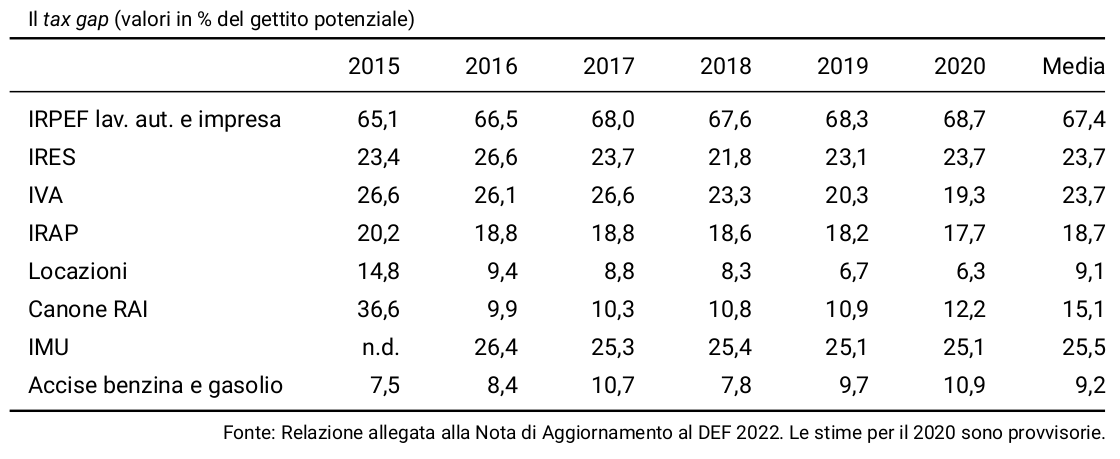 Il tax gap (valori in % del gettito potenziale)
2015 2016 2017 2018 2019 2020 Media
IRPEF lav. aut. e impresa 65,1 66,5 68,0 67,6 68,3 68,7 67,4
IRES 23,4 26,6 23,7 21,8 23,1 23,7 23,7
IVA 26,6 26,1 26,6 23,3 20,3 19,3 23,7
IRAP 20,2 18,8 18,8 18,6 18,2 17,7 18,7
Locazioni 14,8 9,4 8,8 8,3 6,7 6,3 9,1
Canone RAI 36,6 9,9 10,3 10,8 10,9 12,2 15,1
IMU n.d. 26,4 25,3 25,4 25,1 25,1 25,5
Accise benzina e gasolio 7,5 8,4 10,7 7,8 9,7 10,9 9,2
Fonte: Relazione allegata alla Nota di Aggiornamento al DEF 2022. Le stime per il 2020 sono provvisorie.